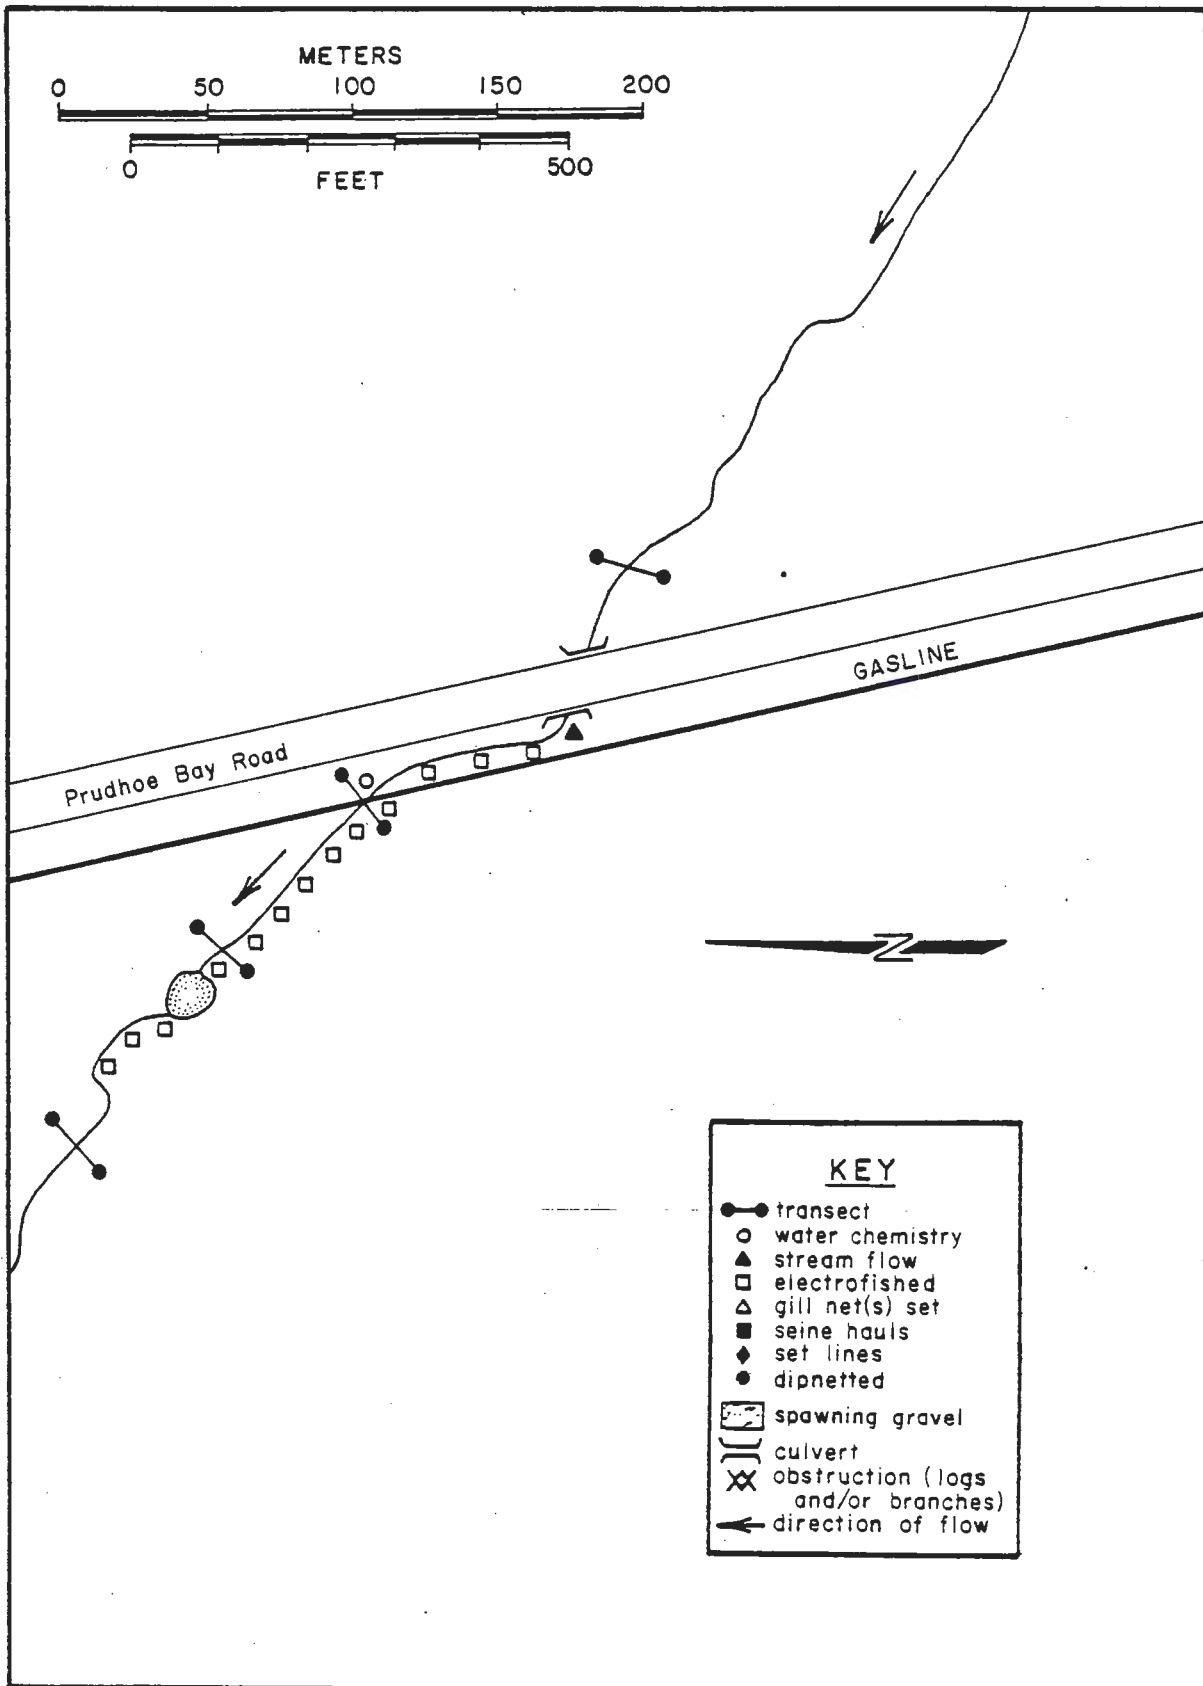 METERS
0 50 100 150 200
0 500
FEET
GASLINE
Prudhoe Bay Road
N
KEY
transect
water chemistry
stream flow
electrofished
gill net(s) set
seine hauls
set lines
dipnetted
spawning gravel
culvert
obstruction (logs
and/or branches)
direction of flow